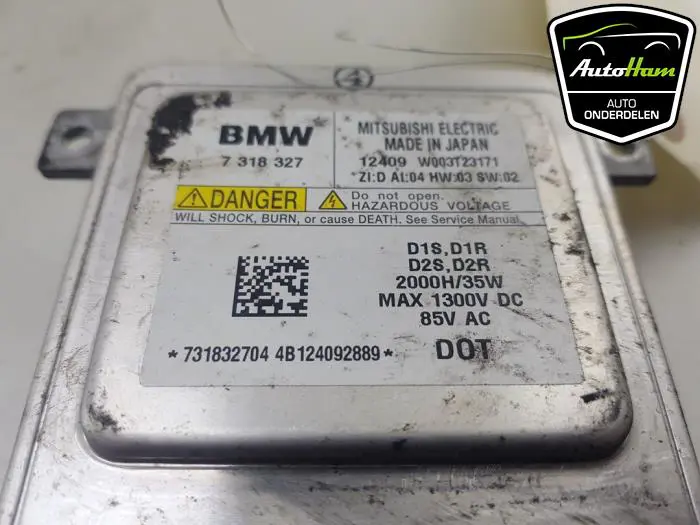 AutoHam
AUTO
ONDERDELEN
4
BMW
7 318 327
MITSUBISHI ELECTRIC
MADE IN JAPAN
12409 W003T23171
*ZI:D AI:04 HW:03 SW:02
DANGER
Do not open.
HAZARDOUS VOLTAGE
WILL SHOCK, BURN, or cause DEATH. See Service Manual.
D1S,D1R
D2S,D2R
2000H/35W
MAX 1300V DC
85V AC
*731832704 4B124092889*
DOT